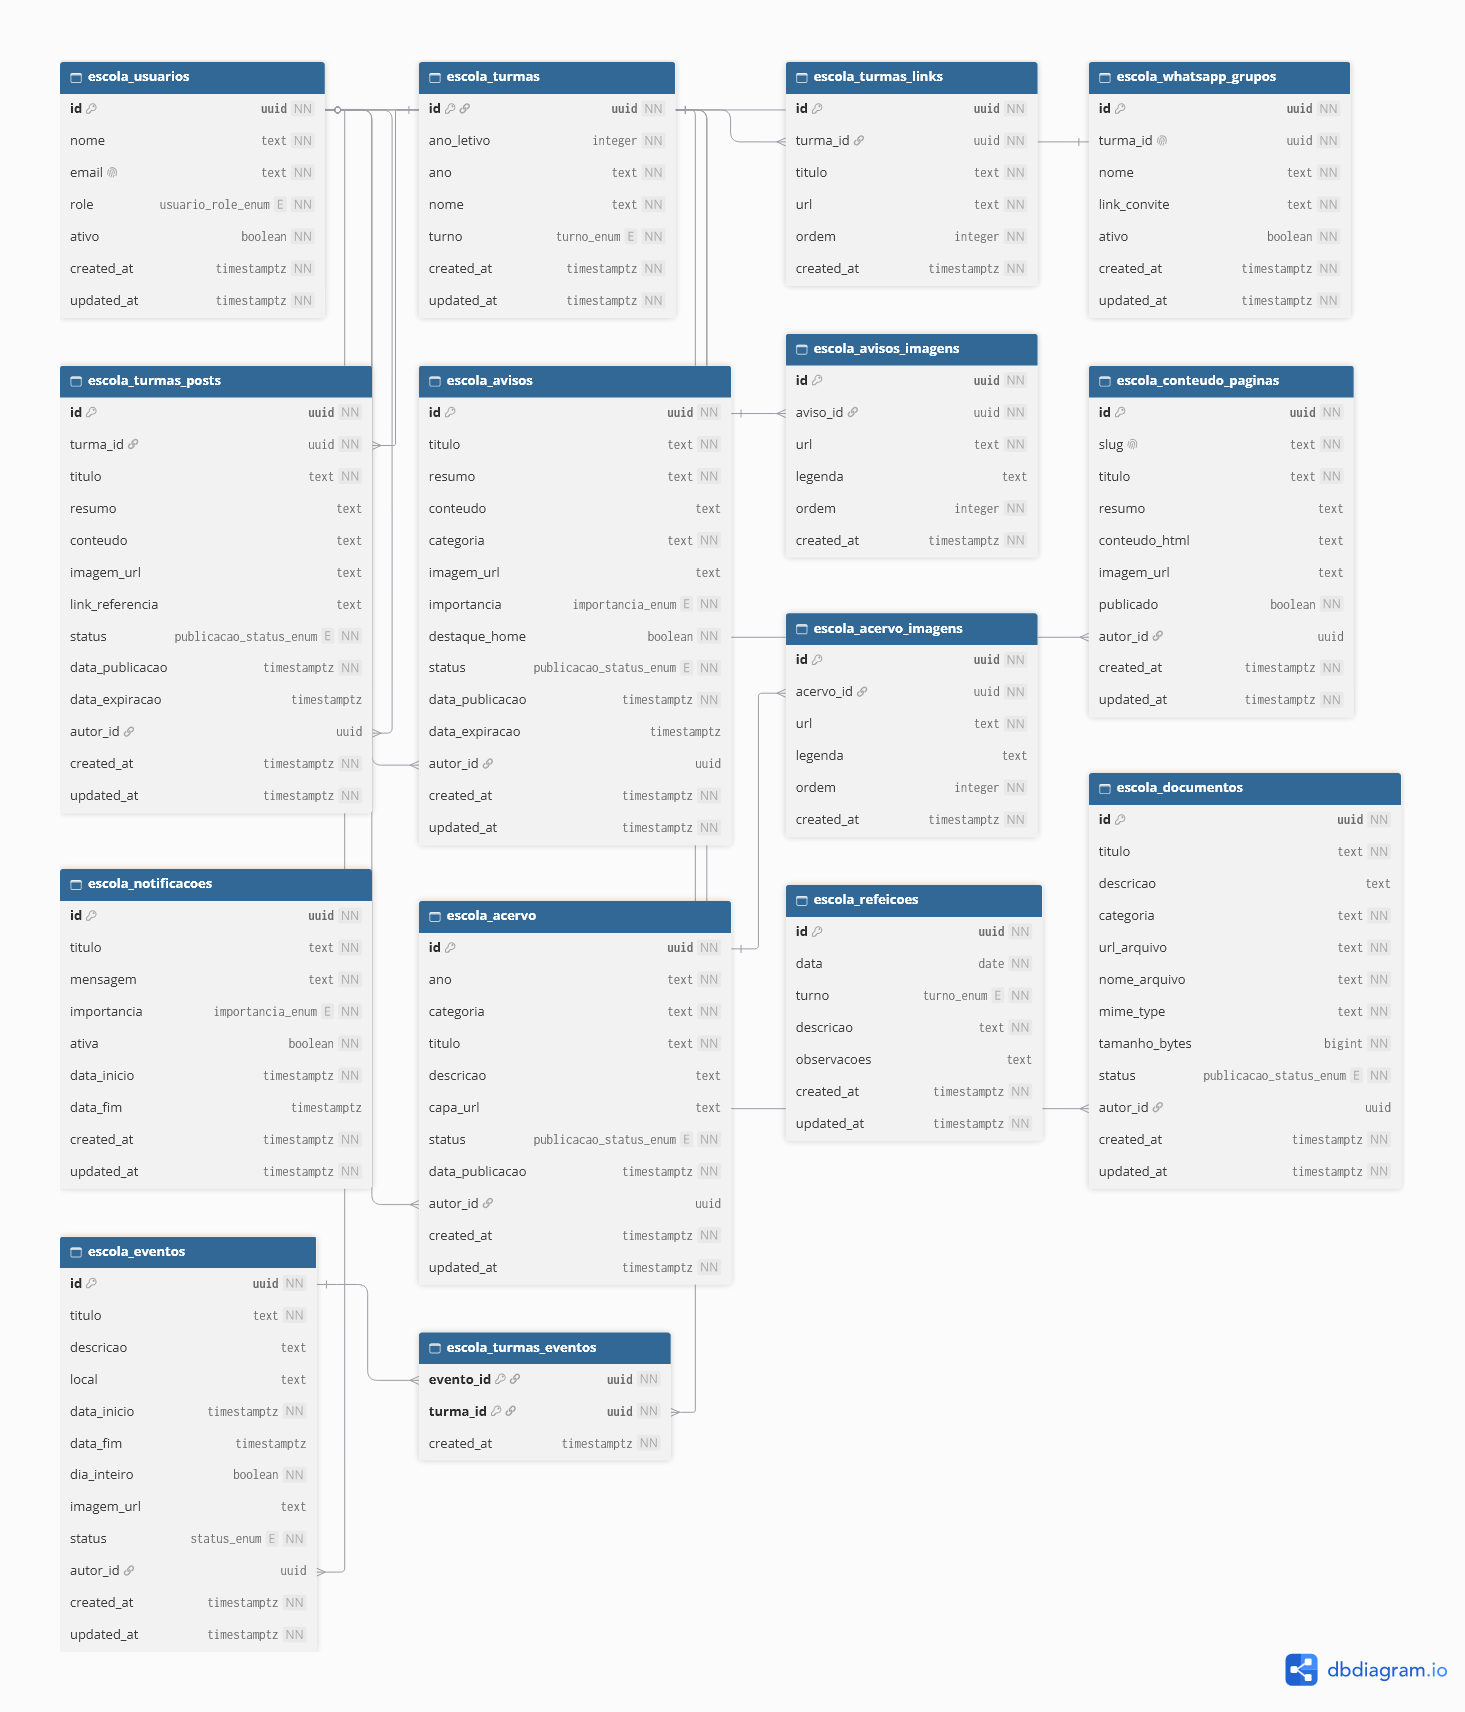 escola_usuarios
id uuid NN
nome text NN
email text NN
role usuario_role_enum E NN
ativo boolean NN
created_at timestamptz NN
updated_at timestamptz NN
escola_turmas
id uuid NN
ano_letivo integer NN
ano text NN
nome text NN
turno turno_enum E NN
created_at timestamptz NN
updated_at timestamptz NN
escola_turmas_links
id uuid NN
turma_id uuid NN
titulo text NN
url text NN
ordem integer NN
created_at timestamptz NN
escola_whatsapp_grupos
id uuid NN
turma_id uuid NN
nome text NN
link_convite text NN
ativo boolean NN
created_at timestamptz NN
updated_at timestamptz NN
escola_turmas_posts
id uuid NN
turma_id uuid NN
titulo text NN
resumo text
conteudo text
imagem_url text
link_referencia text
status publicacao_status_enum E NN
data_publicacao timestamptz NN
data_expiracao timestamptz
autor_id uuid
created_at timestamptz NN
updated_at timestamptz NN
escola_avisos
id uuid NN
titulo text NN
resumo text NN
conteudo text
categoria text NN
imagem_url text
importancia importancia_enum E NN
destaque_home boolean NN
status publicacao_status_enum E NN
data_publicacao timestamptz NN
data_expiracao timestamptz
autor_id uuid
created_at timestamptz NN
updated_at timestamptz NN
escola_avisos_imagens
id uuid NN
aviso_id uuid NN
url text NN
legenda text
ordem integer NN
created_at timestamptz NN
escola_conteudo_paginas
id uuid NN
slug text NN
titulo text NN
resumo text
conteudo_html text
imagem_url text
publicado boolean NN
autor_id uuid
created_at timestamptz NN
updated_at timestamptz NN
escola_acervo_imagens
id uuid NN
acervo_id uuid NN
url text NN
legenda text
ordem integer NN
created_at timestamptz NN
escola_documentos
id uuid NN
titulo text NN
descricao text
categoria text NN
url_arquivo text NN
nome_arquivo text NN
mime_type text NN
tamanho_bytes bigint NN
status publicacao_status_enum E NN
autor_id uuid
created_at timestamptz NN
updated_at timestamptz NN
escola_notificacoes
id uuid NN
titulo text NN
mensagem text NN
importancia importancia_enum E NN
ativa boolean NN
data_inicio timestamptz NN
data_fim timestamptz
created_at timestamptz NN
updated_at timestamptz NN
escola_acervo
id uuid NN
ano text NN
categoria text NN
titulo text NN
descricao text
capa_url text
status publicacao_status_enum E NN
data_publicacao timestamptz NN
autor_id uuid
created_at timestamptz NN
updated_at timestamptz NN
escola_refeicoes
id uuid NN
data date NN
turno turno_enum E NN
descricao text NN
observacoes text
created_at timestamptz NN
updated_at timestamptz NN
escola_eventos
id uuid NN
titulo text NN
descricao text
local text
data_inicio timestamptz NN
data_fim timestamptz
dia_inteiro boolean NN
imagem_url text
status status_enum E NN
autor_id uuid
created_at timestamptz NN
updated_at timestamptz NN
escola_turmas_eventos
evento_id uuid NN
turma_id uuid NN
created_at timestamptz NN
dbdiagram.io